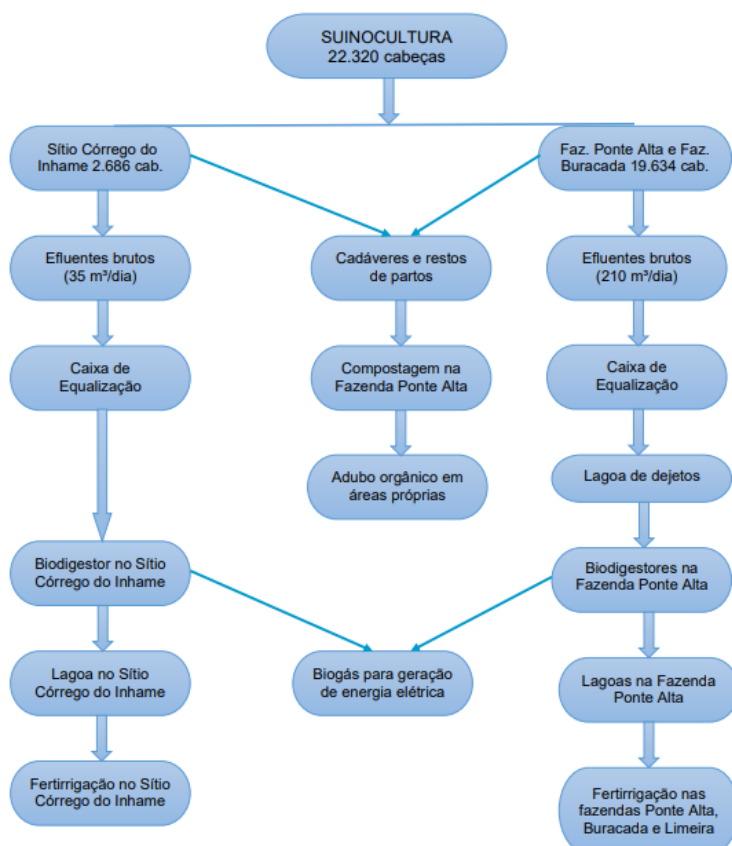 SUINOCULTURA
22.320 cabeças
Sítio Córrego do
Inhame 2.686 cab.
Faz. Ponte Alta e Faz.
Buracada 19.634 cab.
Efluentes brutos
(35 m³/dia)
Cadáveres e restos
de partos
Efluentes brutos
(210 m³/dia)
Caixa de
Equalização
Compostagem na
Fazenda Ponte Alta
Caixa de
Equalização
Adubo orgânico em
áreas próprias
Lagoa de dejetos
Biodigestor no Sítio
Córrego do Inhame
Biodigestores na
Fazenda Ponte Alta
Lagoa no Sítio
Córrego do Inhame
Biogás para geração
de energia elétrica
Lagoas na Fazenda
Ponte Alta
Fertirrigação no Sítio
Córrego do Inhame
Fertirrigação nas
fazendas Ponte Alta,
Buracada e Limeira